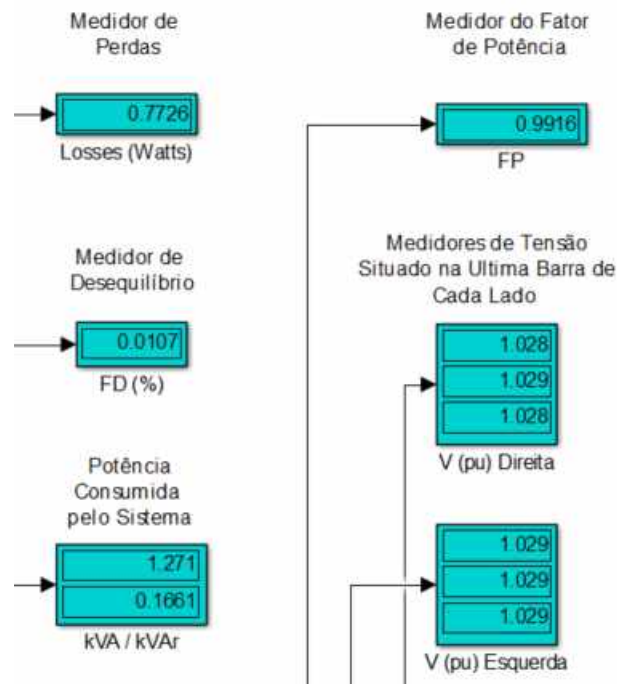 Medidor de
Perdas
0.7726
Losses (Watts)
Medidor de
Desequilíbrio
0.0107
FD (%)
Potência
Consumida
pelo Sistema
1.271
0.1661
kVA / kVAr
Medidor do Fator
de Potência
0.9916
FP
Medidores de Tensão
Situado na Ultima Barra de
Cada Lado
1.028
1.029
1.028
V (pu) Direita
1.029
1.029
1.029
V (pu) Esquerda